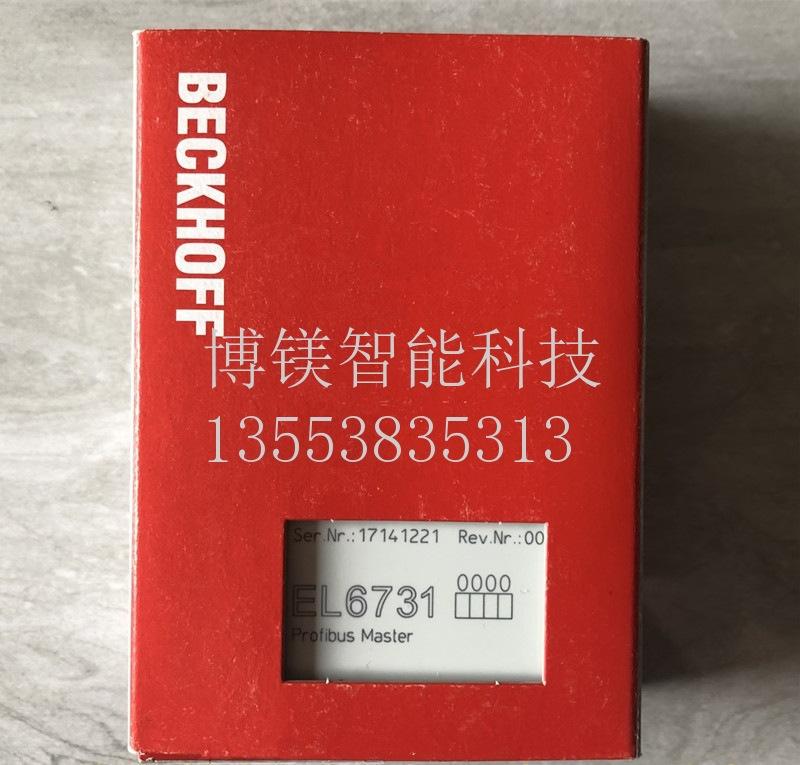 BECKHOFF
博镁智能科技
13553835313
Ser.Nr.:17141221 Rev.Nr.:00
EL6731 0000
Profibus Master